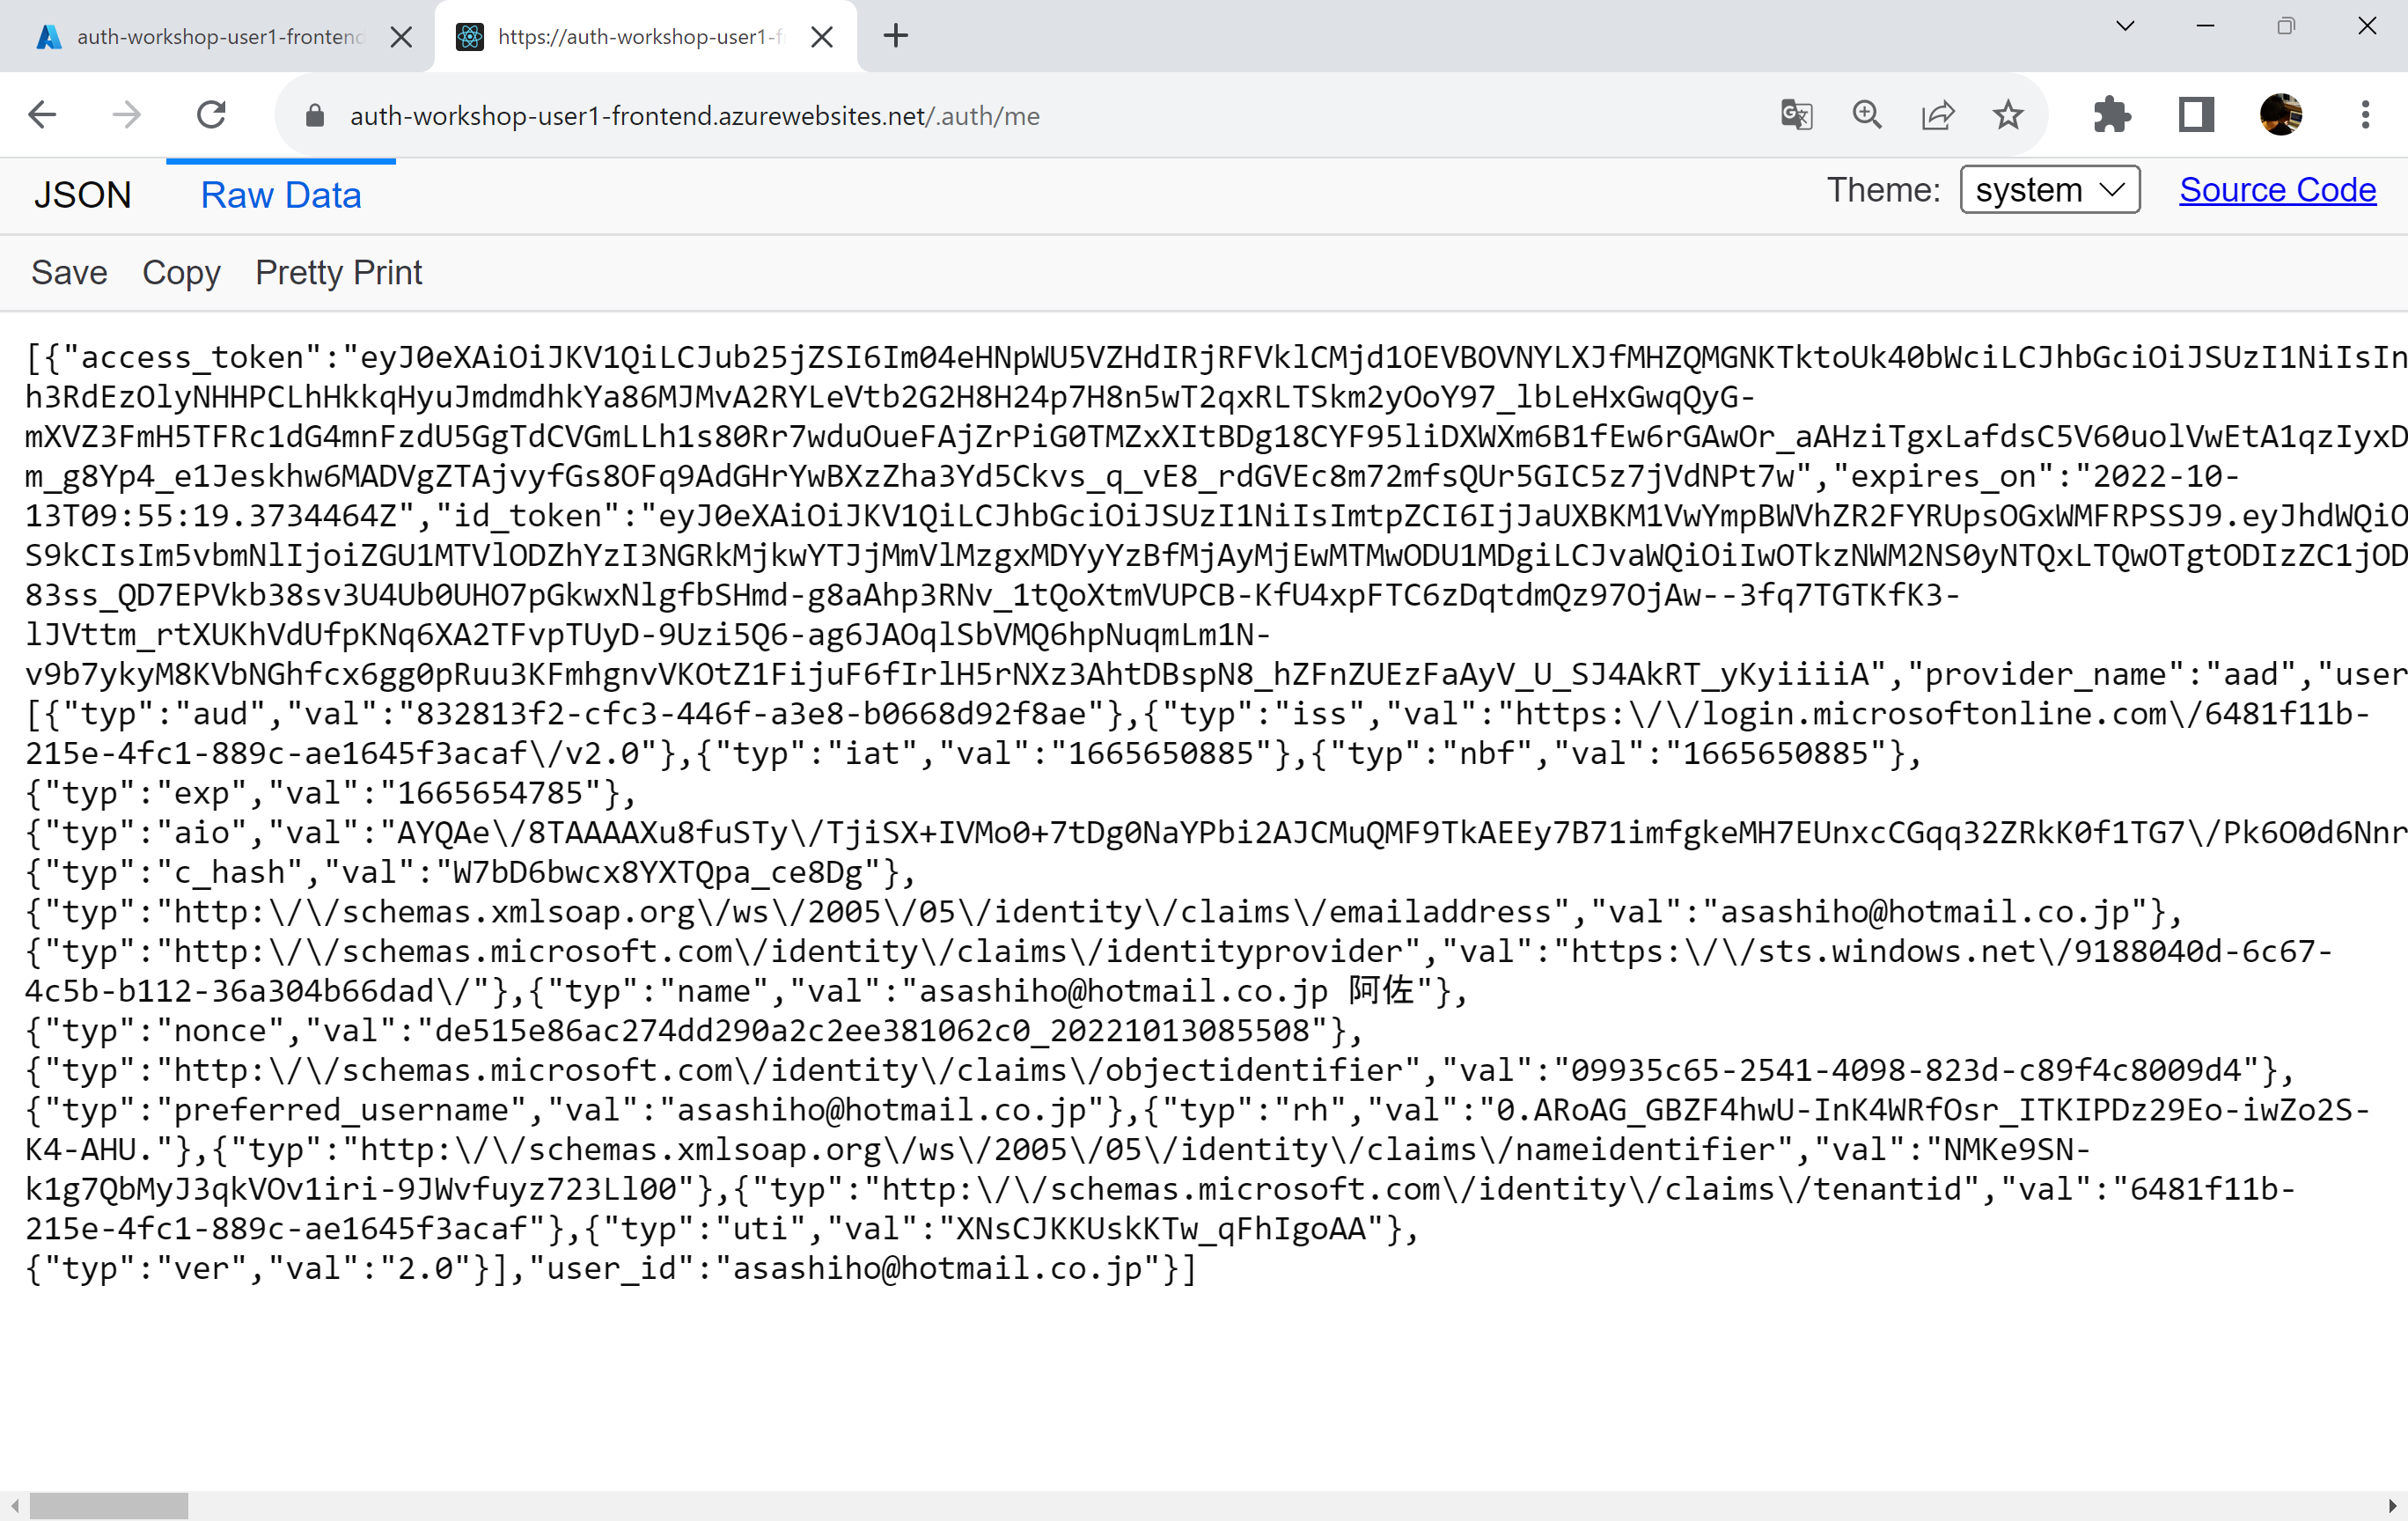 auth-workshop-user1-frontend
https://auth-workshop-user1-f
auth-workshop-user1-frontend.azurewebsites.net/.auth/me
JSON Raw Data Theme: system Source Code
Save Copy Pretty Print
[{"access_token":"eyJ0eXAiOiJKV1QiLCJub25jZSI6Im04eHNpWU5VZHdIRjRFVklCMjd1OEVBOVNYLXJfMHZQMGNKTktoUk40bWciLCJhbGciOiJSUzI1NiIsIn
h3RdEzOlyNHHPCLhHkkqHyuJmdmdhkYa86MJMvA2RYLeVtb2G2H8H24p7H8n5wT2qxRLTSkm2yOoY97_lbLeHxGwqQyG-
mXVZ3FmH5TFRc1dG4mnFzdU5GgTdCVGmLLh1s80Rr7wduOueFAjZrPiG0TMZxXItBDg18CYF95liDXWXm6B1fEw6rGAwOr_aAHziTgxLafdsC5V60uolVwEtA1qzIyxD
m_g8Yp4_e1Jeskhw6MADVgZTAjvyfGs8OFq9AdGHrYwBXzZha3Yd5Ckvs_q_vE8_rdGVEc8m72mfsQUr5GIC5z7jVdNPt7w","expires_on":"2022-10-
13T09:55:19.3734464Z","id_token":"eyJ0eXAiOiJKV1QiLCJhbGciOiJSUzI1NiIsImtpZCI6IjJaUXBKM1VwYmpBWVhZR2FYRUpsOGxWMFRPSSJ9.eyJhdWQiO
S9kCIsIm5vbmNlIjoiZGU1MTVlODZhYzI3NGRkMjkwYTJjMmVlMzgxMDYyYzBfMjAyMjEwMTMwODU1MDgiLCJvaWQiOiIwOTkzNWM2NS0yNTQxLTQwOTgtODIzZC1jOD
83ss_QD7EPVkb38sv3U4Ub0UHO7pGkwxNlgfbSHmd-g8aAhp3RNv_1tQoXtmVUPCB-KfU4xpFTC6zDqtdmQz97OjAw--3fq7TGTKfK3-
lJVttm_rtXUKhVdUfpKNq6XA2TFvpTUyD-9Uzi5Q6-ag6JAOqlSbVMQ6hpNuqmLm1N-
v9b7ykyM8KVbNGhfcx6gg0pRuu3KFmhgnvVKOtZ1FijuF6fIrlH5rNXz3AhtDBspN8_hZFnZUEzFaAyV_U_SJ4AkRT_yKyiiiiA","provider_name":"aad","user
[{"typ":"aud","val":"832813f2-cfc3-446f-a3e8-b0668d92f8ae"},{"typ":"iss","val":"https:\/\/login.microsoftonline.com\/6481f11b-
215e-4fc1-889c-ae1645f3acaf\/v2.0"},{"typ":"iat","val":"1665650885"},{"typ":"nbf","val":"1665650885"},
{"typ":"exp","val":"1665654785"},
{"typ":"aio","val":"AYQAe\/8TAAAAXu8fuSTy\/TjiSX+IVMo0+7tDg0NaYPbi2AJCMuQMF9TkAEEy7B71imfgkeMH7EUnxcCGqq32ZRkK0f1TG7\/Pk6O0d6Nnr
{"typ":"c_hash","val":"W7bD6bwcx8YXTQpa_ce8Dg"},
{"typ":"http:\/\/schemas.xmlsoap.org\/ws\/2005\/05\/identity\/claims\/emailaddress","val":"asashiho@hotmail.co.jp"},
{"typ":"http:\/\/schemas.microsoft.com\/identity\/claims\/identityprovider","val":"https:\/\/sts.windows.net\/9188040d-6c67-
4c5b-b112-36a304b66dad\/"},{"typ":"name","val":"asashiho@hotmail.co.jp 阿佐"},
{"typ":"nonce","val":"de515e86ac274dd290a2c2ee381062c0_20221013085508"},
{"typ":"http:\/\/schemas.microsoft.com\/identity\/claims\/objectidentifier","val":"09935c65-2541-4098-823d-c89f4c8009d4"},
{"typ":"preferred_username","val":"asashiho@hotmail.co.jp"},{"typ":"rh","val":"0.ARoAG_GBZF4hwU-InK4WRfOsr_ITKIPDz29Eo-iwZo2S-
K4-AHU."},{"typ":"http:\/\/schemas.xmlsoap.org\/ws\/2005\/05\/identity\/claims\/nameidentifier","val":"NMKe9SN-
k1g7QbMyJ3qkVOv1iri-9JWvfuyz723Ll00"},{"typ":"http:\/\/schemas.microsoft.com\/identity\/claims\/tenantid","val":"6481f11b-
215e-4fc1-889c-ae1645f3acaf"},{"typ":"uti","val":"XNsCJKKUskKTw_qFhIgoAA"},
{"typ":"ver","val":"2.0"}],"user_id":"asashiho@hotmail.co.jp"}]